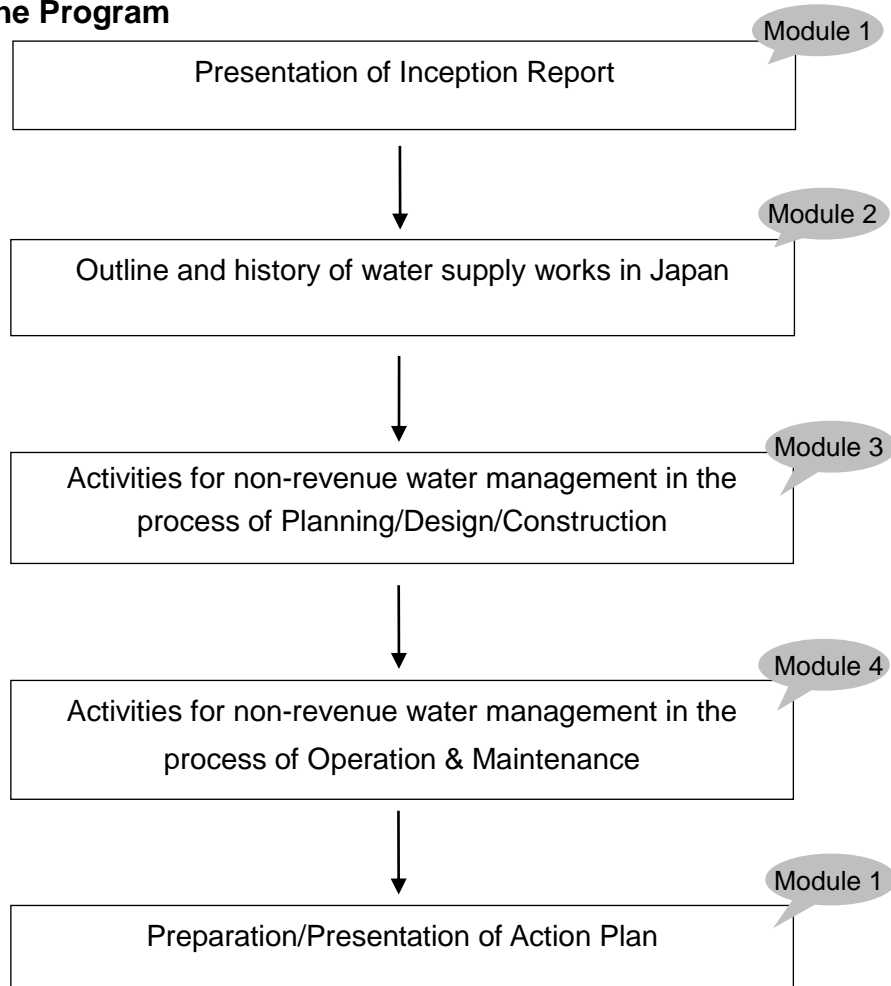 ne Program
Module 1
Presentation of Inception Report
Module 2
Outline and history of water supply works in Japan
Module 3
Activities for non-revenue water management in the
process of Planning/Design/Construction
Module 4
Activities for non-revenue water management in the
process of Operation & Maintenance
Module 1
Preparation/Presentation of Action Plan